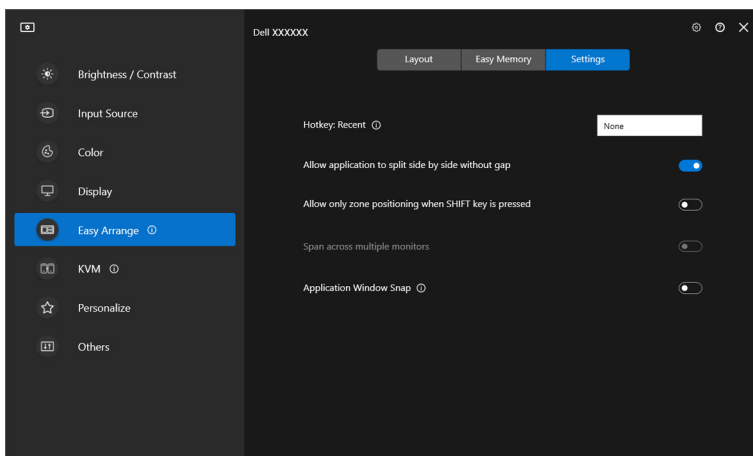 Dell XXXXXX
Brightness / Contrast
Input Source
Color
Display
Easy Arrange
KVM
Personalize
Others
Layout
Easy Memory
Settings
Hotkey: Recent
None
Allow application to split side by side without gap
Allow only zone positioning when SHIFT key is pressed
Span across multiple monitors
Application Window Snap